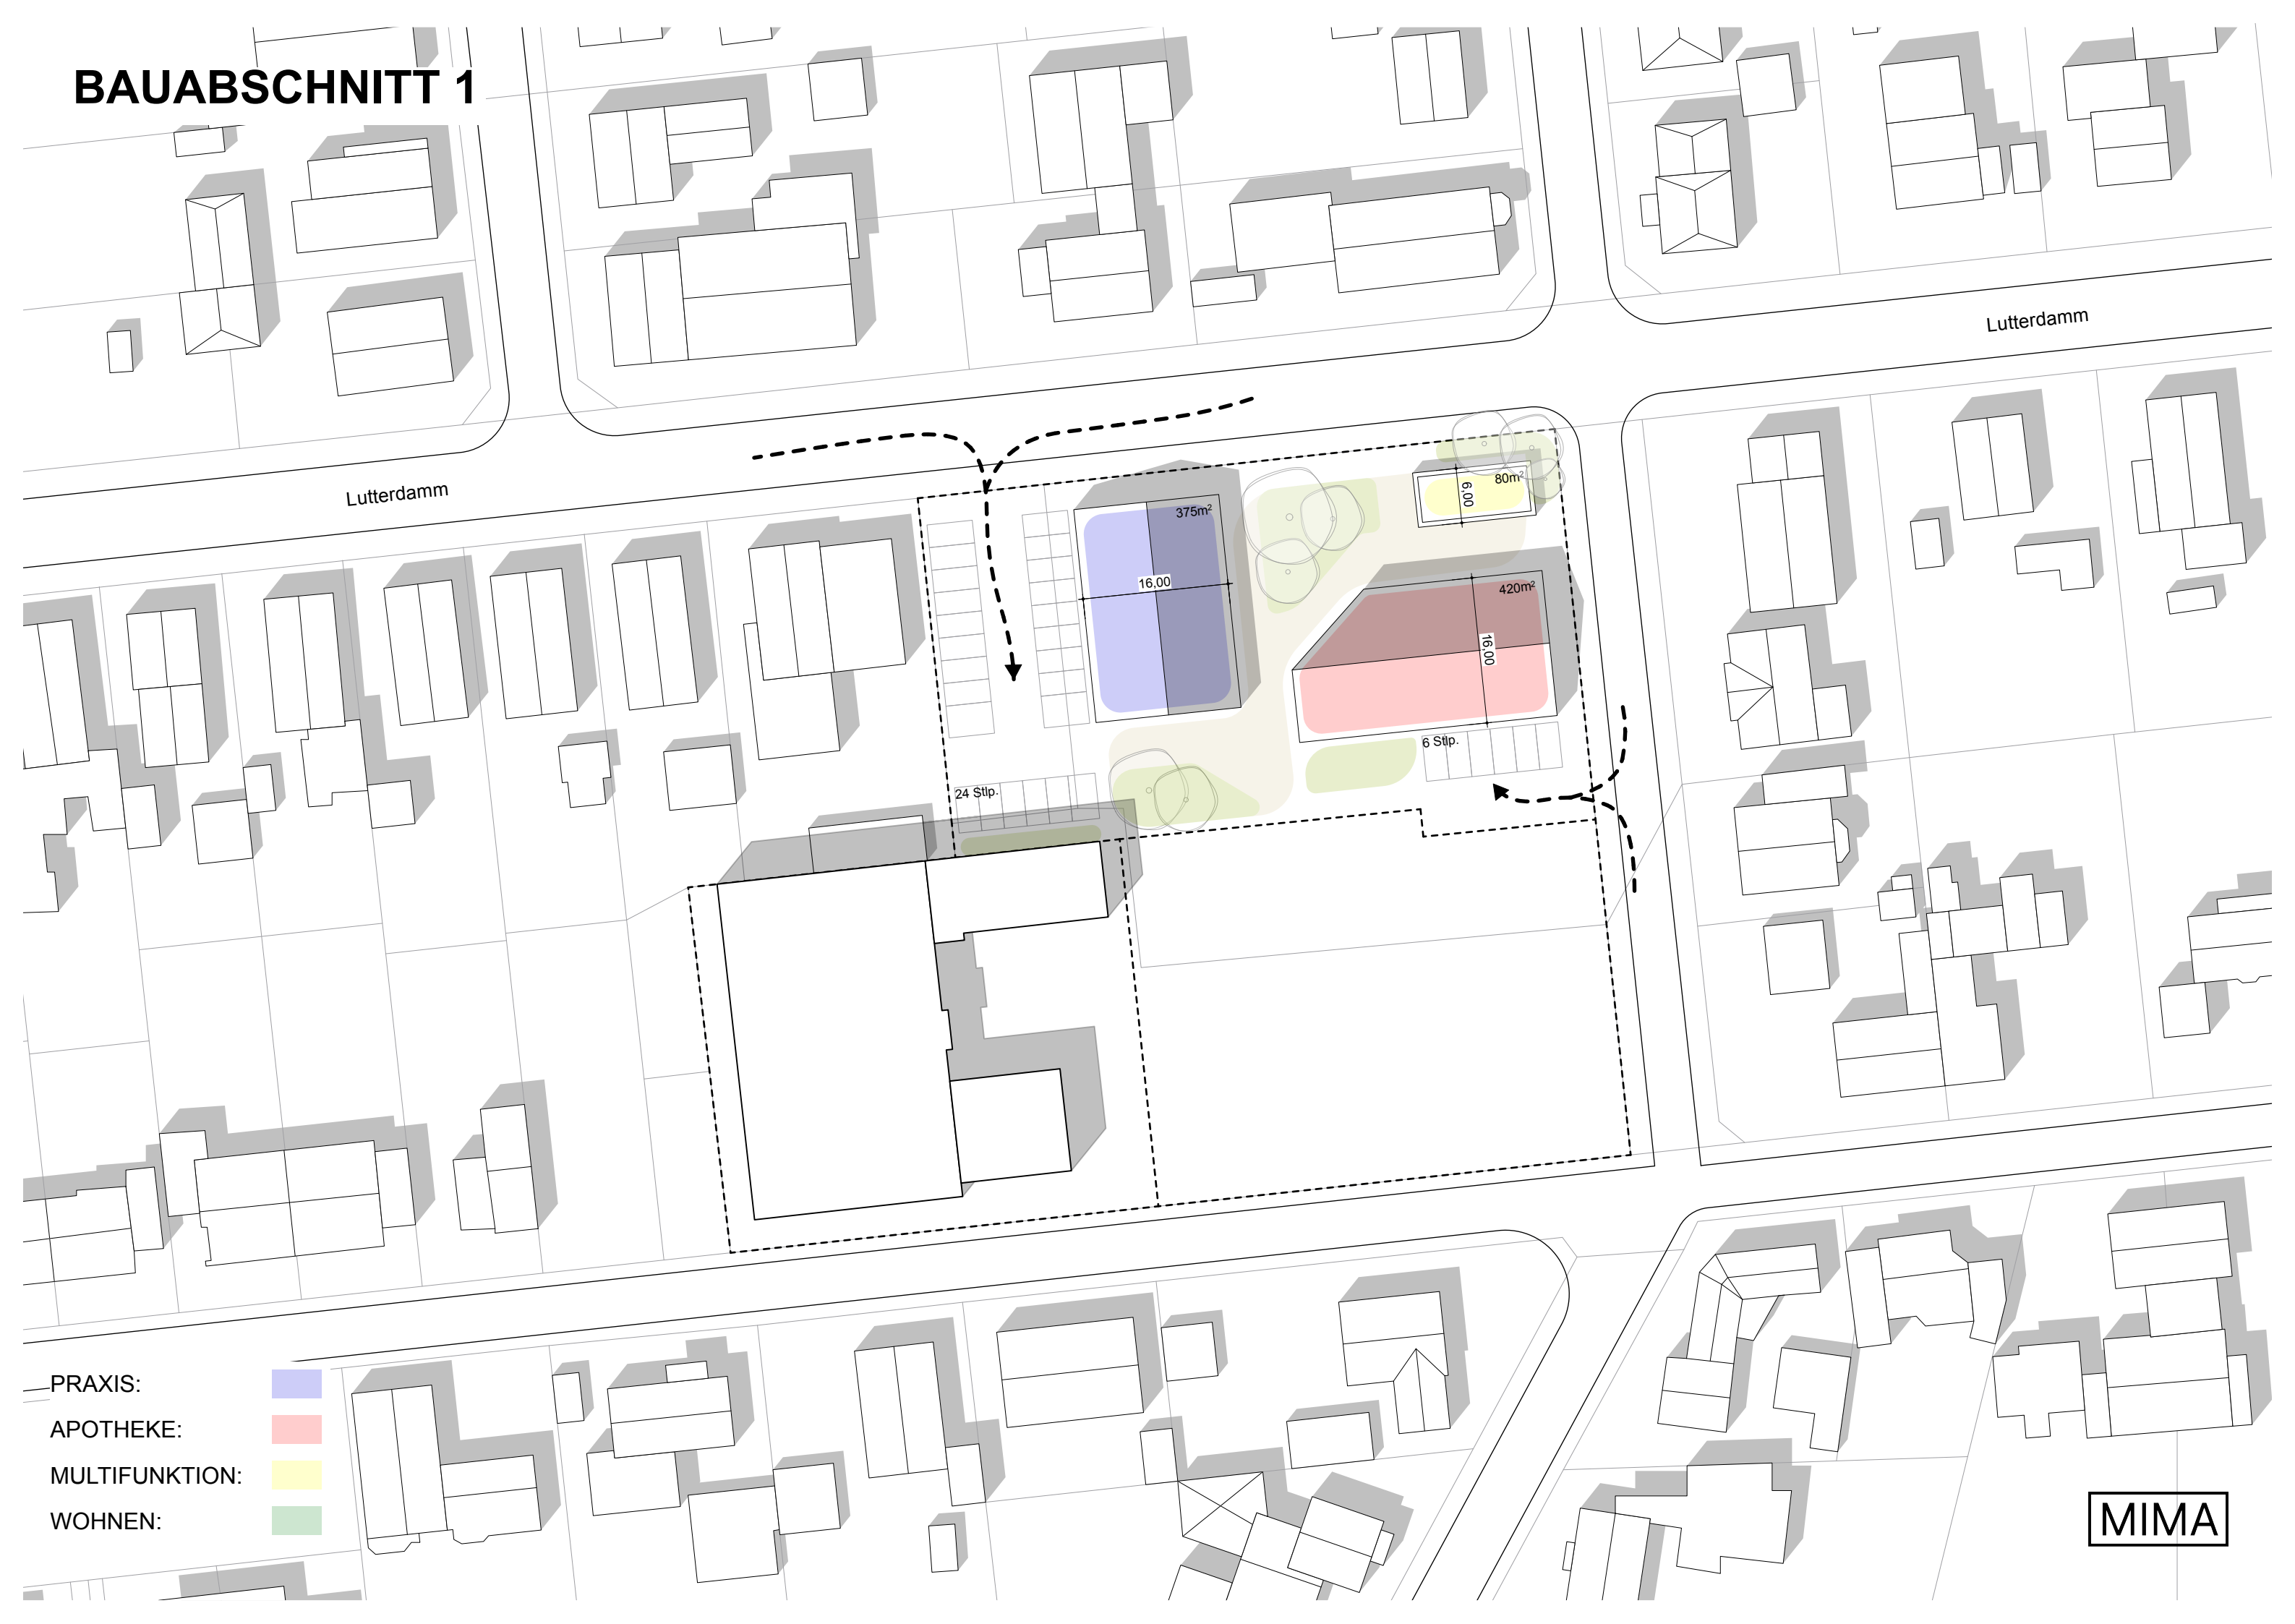 BAUABSCHNITT 1
Lutterdamm
Lutterdamm
80m²
6,00
375m²
16,00
420m²
16,00
6 Stlp.
24 Stlp.
PRAXIS:
APOTHEKE:
MULTIFUNKTION:
WOHNEN:
MIMA